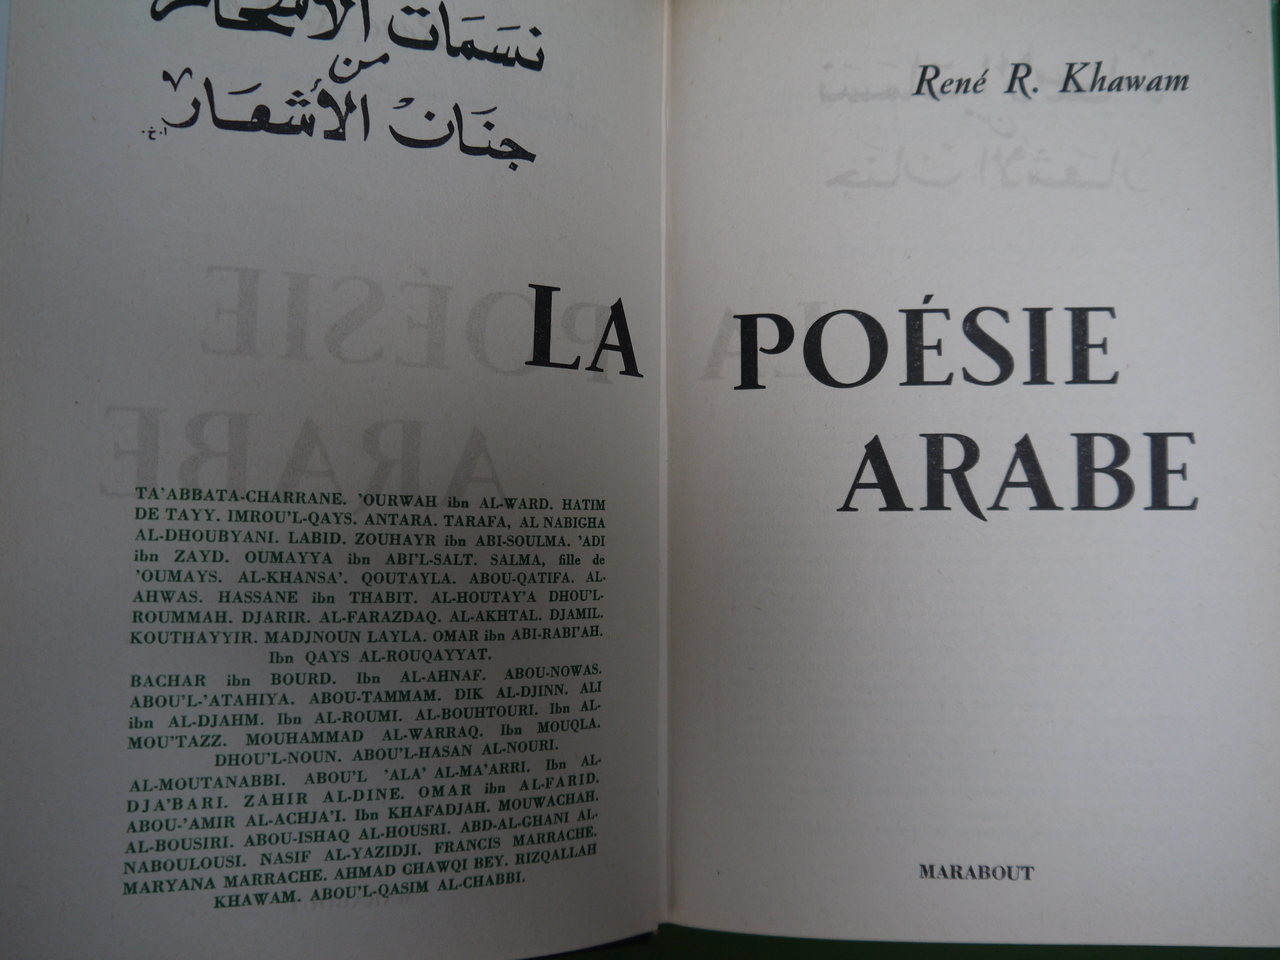 نسمات الأسحار
من
جنان الأشعار
ا.خ.
LA POÉSIE
ARABE
René R. Khawam
TA'ABBATA-CHARRANE. 'OURWAH ibn AL-WARD. HATIM
DE TAYY. IMROU'L-QAYS. ANTARA. TARAFA, AL NABIGHA
AL-DHOUBYANI. LABID. ZOUHAYR ibn ABI-SOULMA. 'ADI
ibn ZAYD. OUMAYYA ibn ABI'L-SALT. SALMA, fille de
'OUMAYS. AL-KHANSA'. QOUTAYLA. ABOU-QATIFA. AL-
AHWAS. HASSANE ibn THABIT. AL-HOUTAY'A DHOU'L-
ROUMMAH. DJARIR. AL-FARAZDAQ. AL-AKHTAL. DJAMIL.
KOUTHAYYIR. MADJNOUN LAYLA. OMAR ibn ABI-RABI'AH.
Ibn QAYS AL-ROUQAYYAT.
BACHAR ibn BOURD. Ibn AL-AHNAF. ABOU-NOWAS.
ABOU'L-'ATAHIYA. ABOU-TAMMAM. DIK AL-DJINN. ALI
ibn AL-DJAHM. Ibn AL-ROUMI. AL-BOUHTOURI. Ibn AL-
MOU'TAZZ. MOUHAMMAD AL-WARRAQ. Ibn MOUQLA.
DHOU'L-NOUN. ABOU'L-HASAN AL-NOURI.
AL-MOUTANABBI. ABOU'L 'ALA' AL-MA'ARRI. Ibn AL-
DJA'BARI. ZAHIR AL-DINE. OMAR ibn AL-FARID.
ABOU-'AMIR AL-ACHJA'I. Ibn KHAFADJAH. MOUWACHAH.
AL-BOUSIRI. ABOU-ISHAQ AL-HOUSRI. ABD-AL-GHANI AL-
NABOULOUSI. NASIF AL-YAZIDJI. FRANCIS MARRACHE.
MARYANA MARRACHE. AHMAD CHAWQI BEY. RIZQALLAH
KHAWAM. ABOU'L-QASIM AL-CHABBI.
MARABOUT